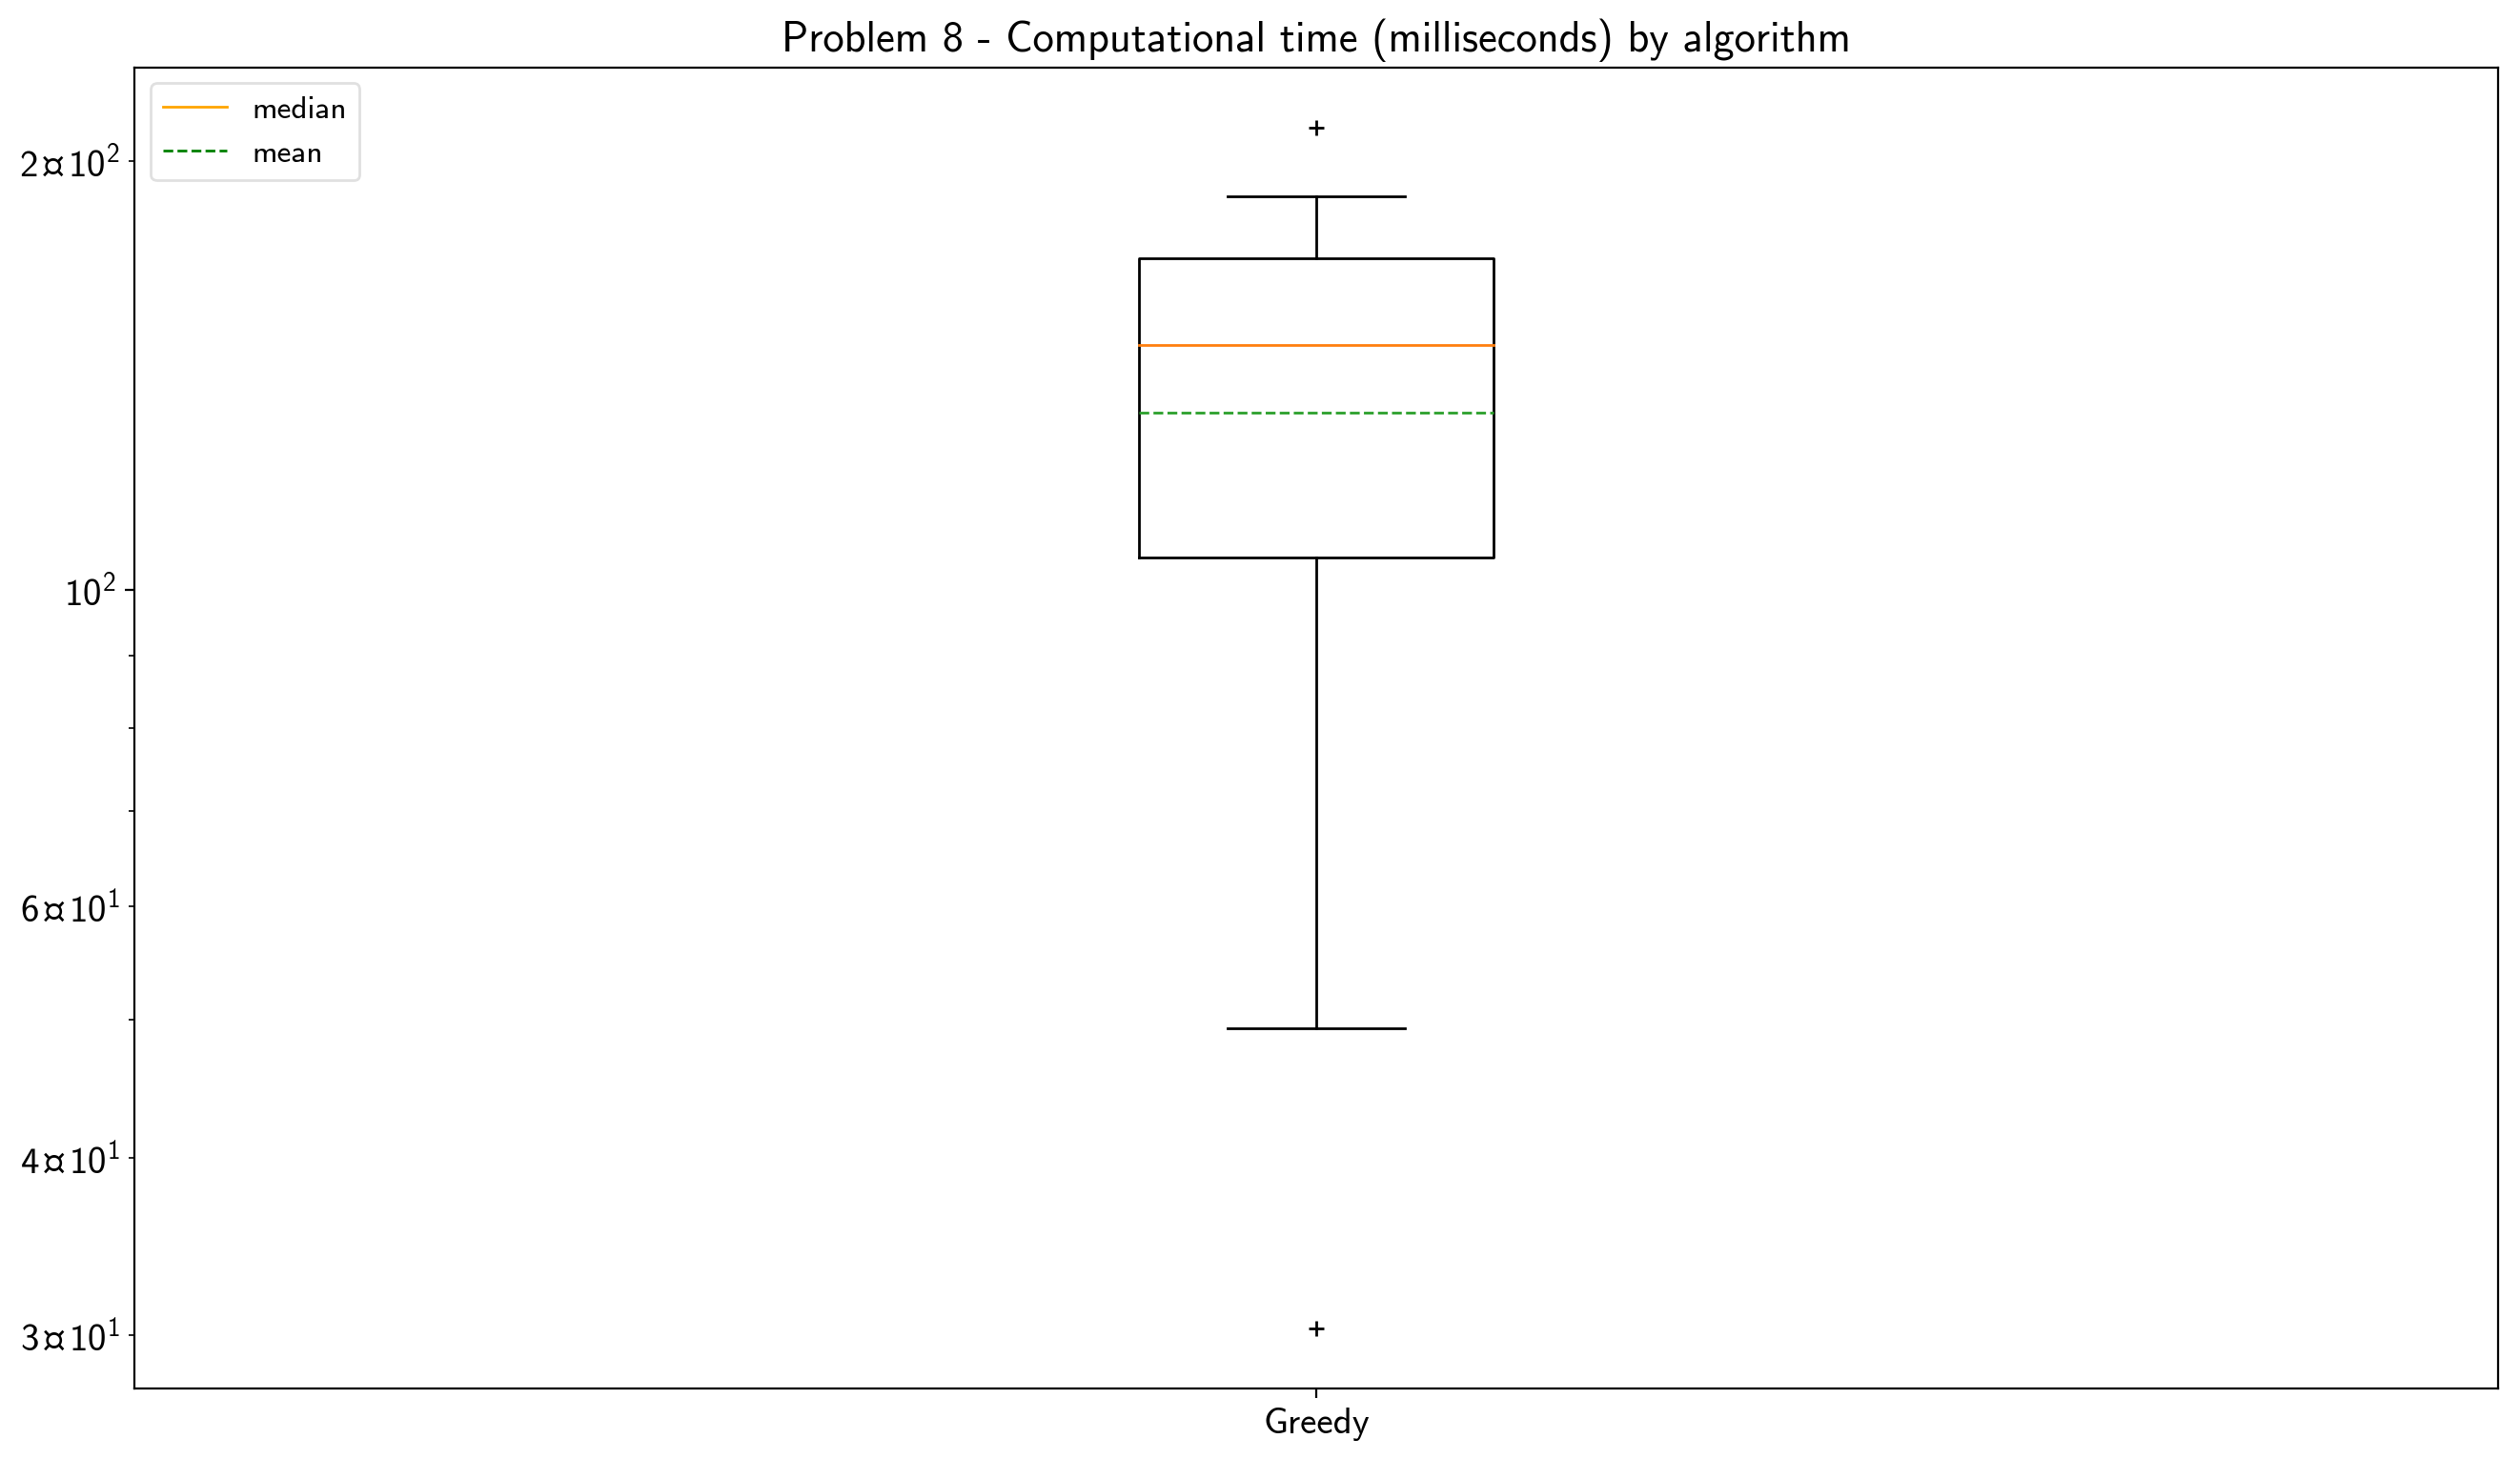 Problem 8 - Computational time (milliseconds) by algorithm
median
mean
2¤10²
10²
6¤10¹
4¤10¹
3¤10¹
Greedy